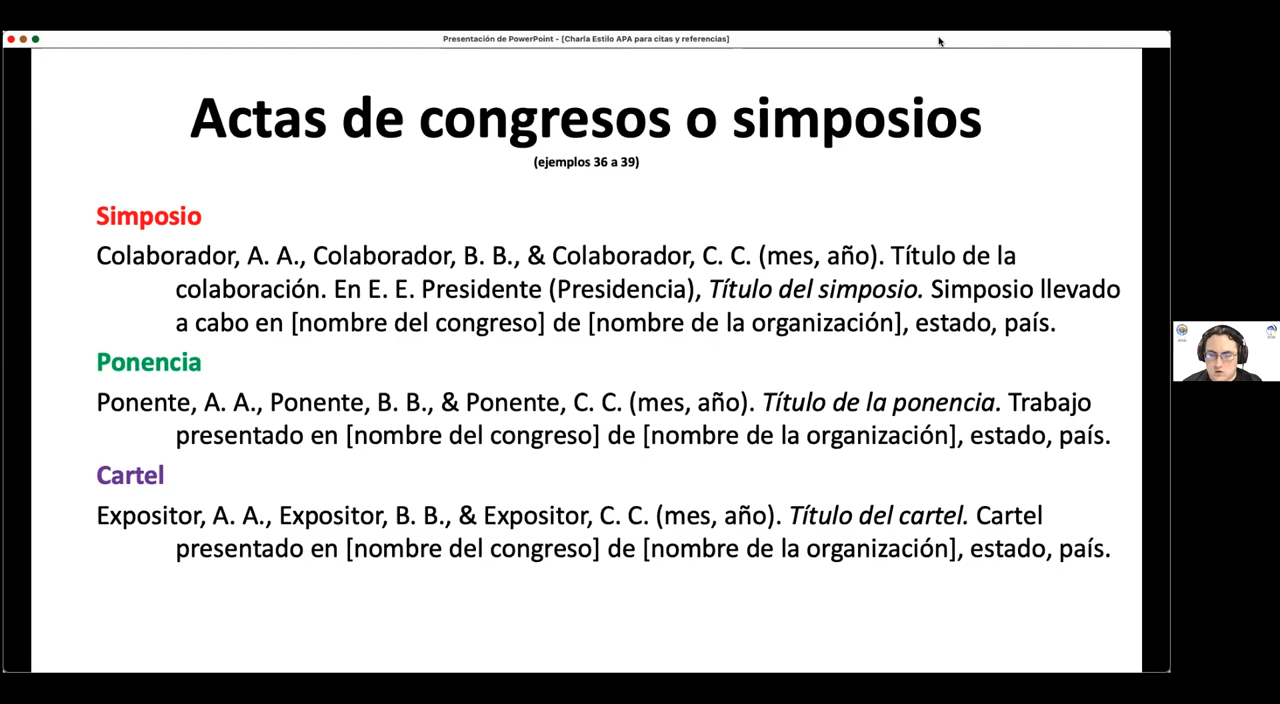 Presentación de PowerPoint - [Charla Estilo APA para citas y referencias]
Actas de congresos o simposios
(ejemplos 36 a 39)
Simposio
Colaborador, A. A., Colaborador, B. B., & Colaborador, C. C. (mes, año). Título de la
colaboración. En E. E. Presidente (Presidencia), Título del simposio. Simposio llevado
a cabo en [nombre del congreso] de [nombre de la organización], estado, país.
Ponencia
Ponente, A. A., Ponente, B. B., & Ponente, C. C. (mes, año). Título de la ponencia. Trabajo
presentado en [nombre del congreso] de [nombre de la organización], estado, país.
Cartel
Expositor, A. A., Expositor, B. B., & Expositor, C. C. (mes, año). Título del cartel. Cartel
presentado en [nombre del congreso] de [nombre de la organización], estado, país.